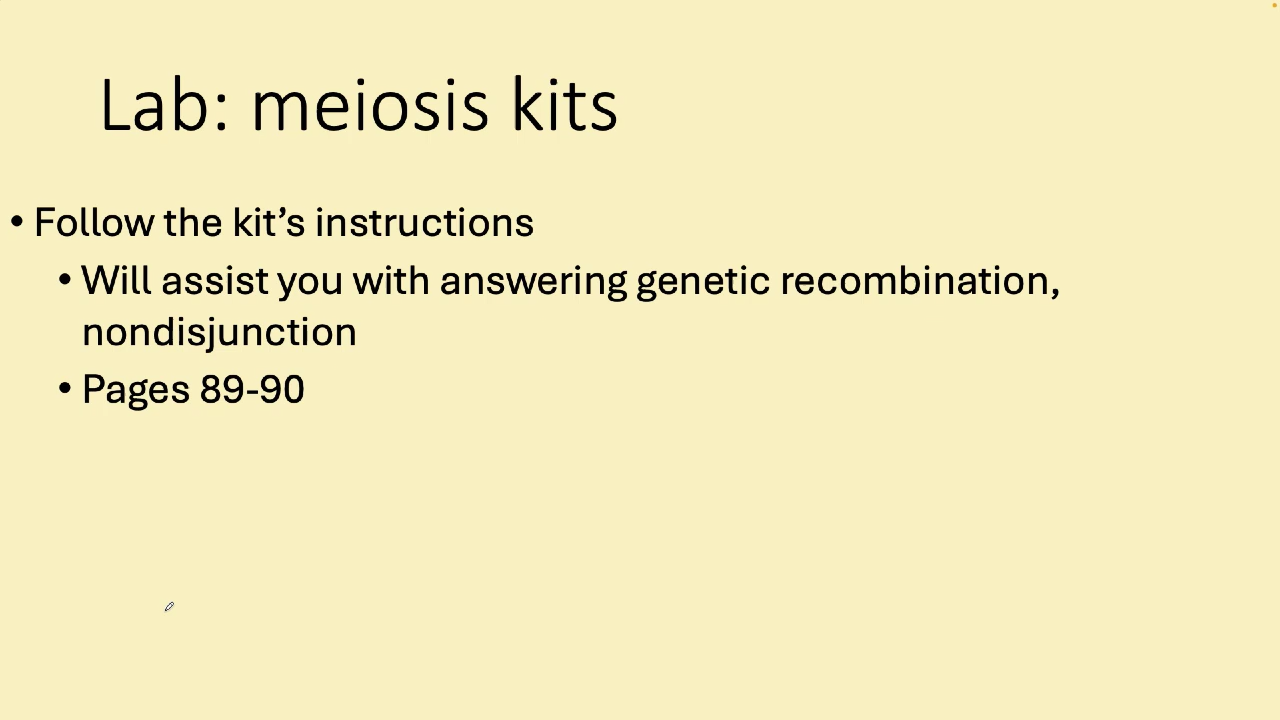 Lab: meiosis kits
• Follow the kit’s instructions
• Will assist you with answering genetic recombination,
nondisjunction
• Pages 89-90